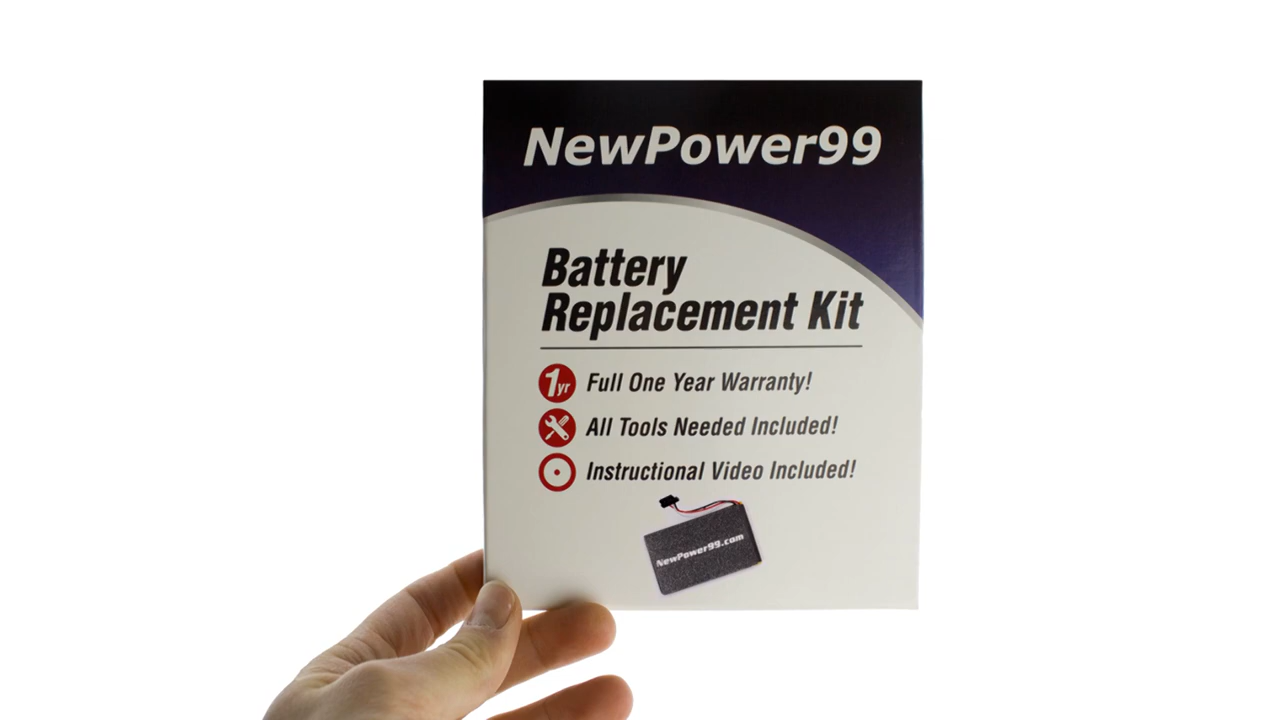 NewPower99
Battery
Replacement Kit
1yr Full One Year Warranty!
All Tools Needed Included!
Instructional Video Included!
NewPower99.com